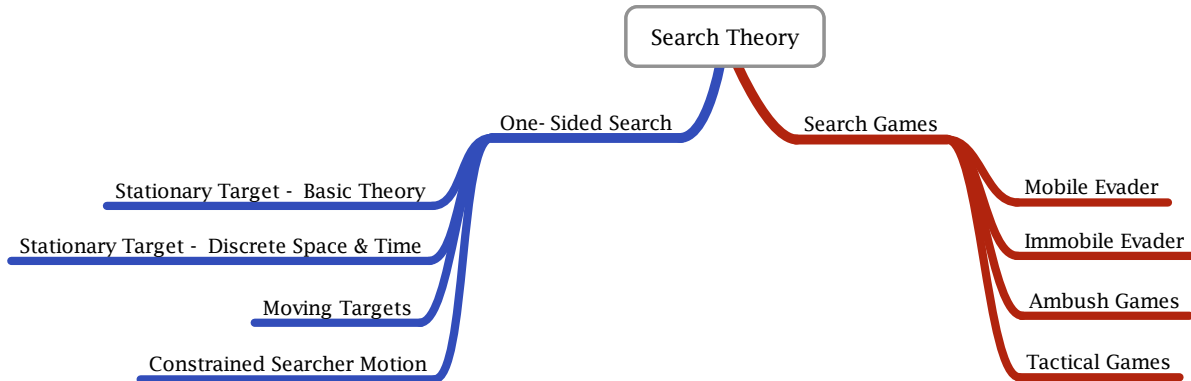 Search Theory
One- Sided Search
Stationary Target -  Basic Theory
Stationary Target -  Discrete Space & Time
Moving Targets
Constrained Searcher Motion
Search Games
Mobile Evader
Immobile Evader
Ambush Games
Tactical Games